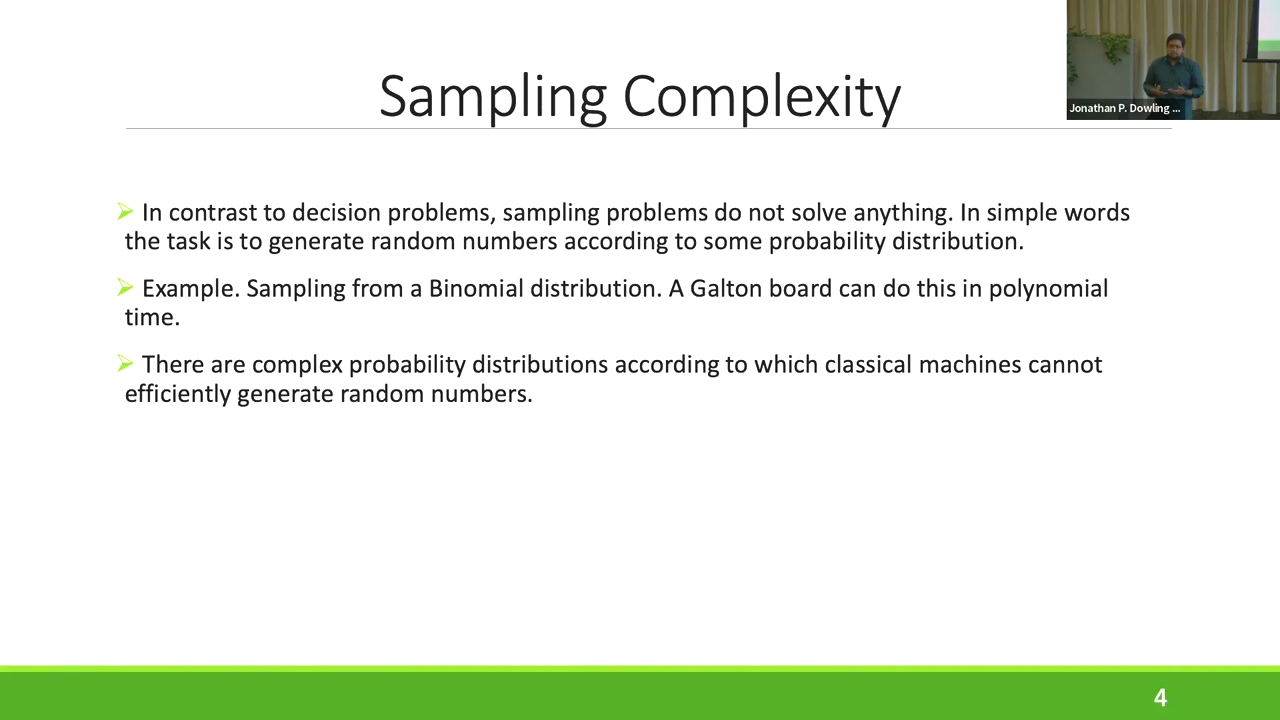 Sampling Complexity
Jonathan P. Dowling ...
➢ In contrast to decision problems, sampling problems do not solve anything. In simple words
the task is to generate random numbers according to some probability distribution.
➢ Example. Sampling from a Binomial distribution. A Galton board can do this in polynomial
time.
➢ There are complex probability distributions according to which classical machines cannot
efficiently generate random numbers.
4